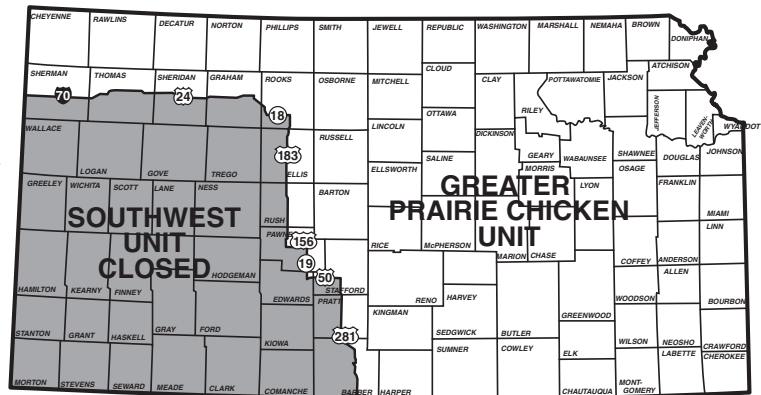 CHEYENNE
RAWLINS
DECATUR
NORTON
PHILLIPS
SMITH
JEWELL
REPUBLIC
WASHINGTON
MARSHALL
NEMAHA
BROWN
DONIPHAN
SHERMAN
THOMAS
SHERIDAN
GRAHAM
ROOKS
OSBORNE
MITCHELL
CLOUD
CLAY
RILEY
POTTAWATOMIE
JACKSON
ATCHISON
JEFFERSON
LEAVEN-
WORTH
WYANDOT
70
24
18
WALLACE
LOGAN
GOVE
TREGO
ELLIS
183
RUSSELL
LINCOLN
OTTAWA
DICKINSON
GEARY
MORRIS
WABAUNSEE
SHAWNEE
DOUGLAS
JOHNSON
GREELEY
WICHITA
SCOTT
LANE
NESS
RUSH
BARTON
ELLSWORTH
SALINE
LYON
OSAGE
FRANKLIN
MIAMI
SOUTHWEST
UNIT
CLOSED
GREATER
PRAIRIE CHICKEN
UNIT
PAWNEE
156
19
50
RICE
McPHERSON
MARION
CHASE
COFFEY
ANDERSON
LINN
HAMILTON
KEARNY
FINNEY
HODGEMAN
EDWARDS
STAFFORD
PRATT
RENO
HARVEY
WOODSON
ALLEN
BOURBON
STANTON
GRANT
HASKELL
GRAY
FORD
KIOWA
281
KINGMAN
SEDGWICK
BUTLER
GREENWOOD
WILSON
NEOSHO
CRAWFORD
MORTON
STEVENS
SEWARD
MEADE
CLARK
COMANCHE
BARBER
HARPER
SUMNER
COWLEY
ELK
CHAUTAUQUA
MONT-
GOMERY
LABETTE
CHEROKEE